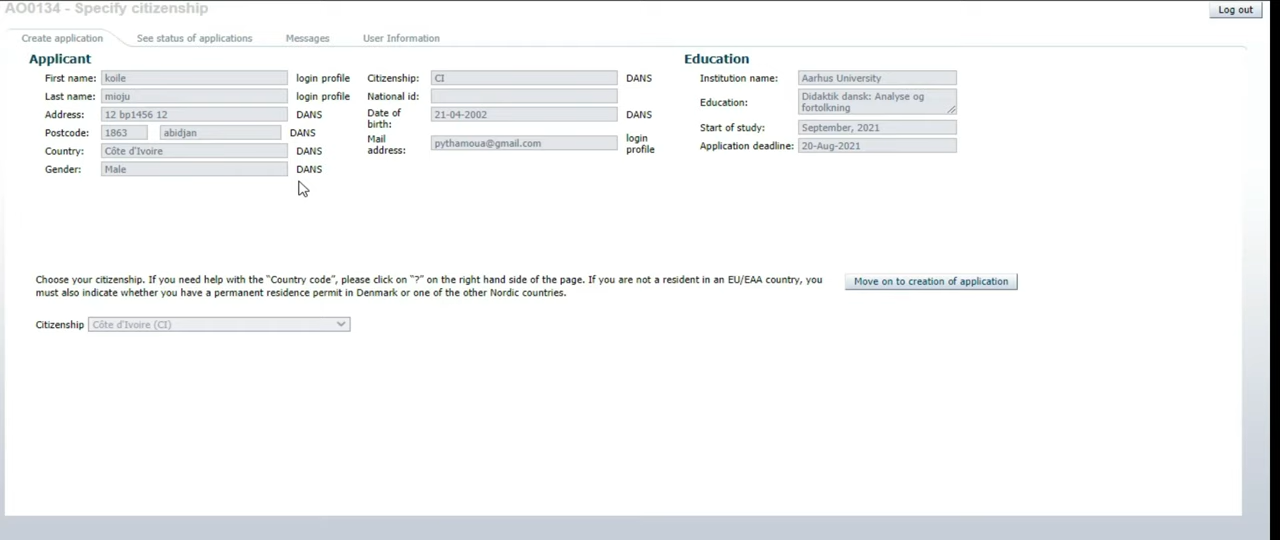 AO0134 - Specify citizenship
Log out
Create application
See status of applications
Messages
User Information
Applicant
First name: koile login profile
Last name: mioju login profile
Address: 12 bp1456 12 DANS
Postcode: 1863 abidjan DANS
Country: Côte d'Ivoire DANS
Gender: Male DANS
Citizenship: CI DANS
National id:
Date of
birth: 21-04-2002 DANS
Mail
address: pythamoua@gmail.com login
profile
Education
Institution name: Aarhus University
Education: Didaktik dansk: Analyse og
fortolkning
Start of study: September, 2021
Application deadline: 20-Aug-2021
Choose your citizenship. If you need help with the "Country code", please click on "?" on the right hand side of the page. If you are not a resident in an EU/EAA country, you
must also indicate whether you have a permanent residence permit in Denmark or one of the other Nordic countries.
Move on to creation of application
Citizenship Côte d'Ivoire (CI)